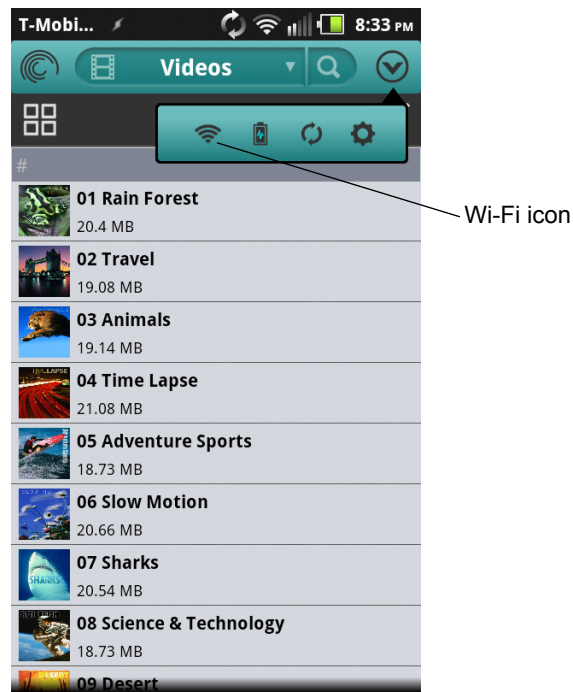 T-Mobi... 8:33 PM
Videos
#
Wi-Fi icon
01 Rain Forest
20.4 MB
02 Travel
19.08 MB
03 Animals
19.14 MB
04 Time Lapse
21.08 MB
05 Adventure Sports
18.73 MB
06 Slow Motion
20.66 MB
07 Sharks
20.54 MB
SHARKS
08 Science & Technology
18.73 MB
09 Desert
DESERT